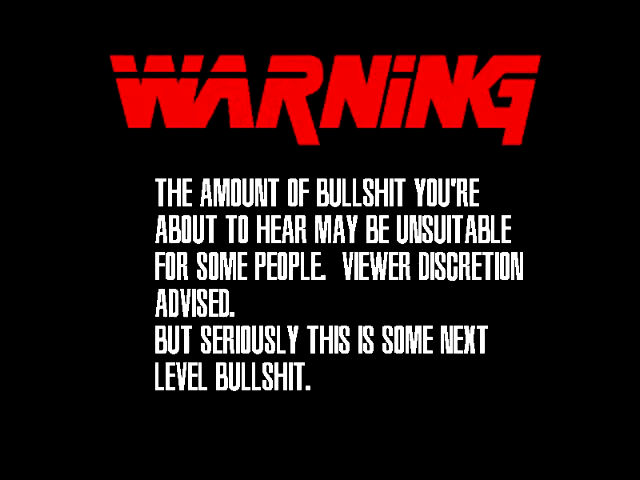 WARNiNG
THE AMOUNT OF BULLSHIT YOU'RE
ABOUT TO HEAR MAY BE UNSUITABLE
FOR SOME PEOPLE.  VIEWER DISCRETION
ADVISED.
BUT SERIOUSLY THIS IS SOME NEXT
LEVEL BULLSHIT.